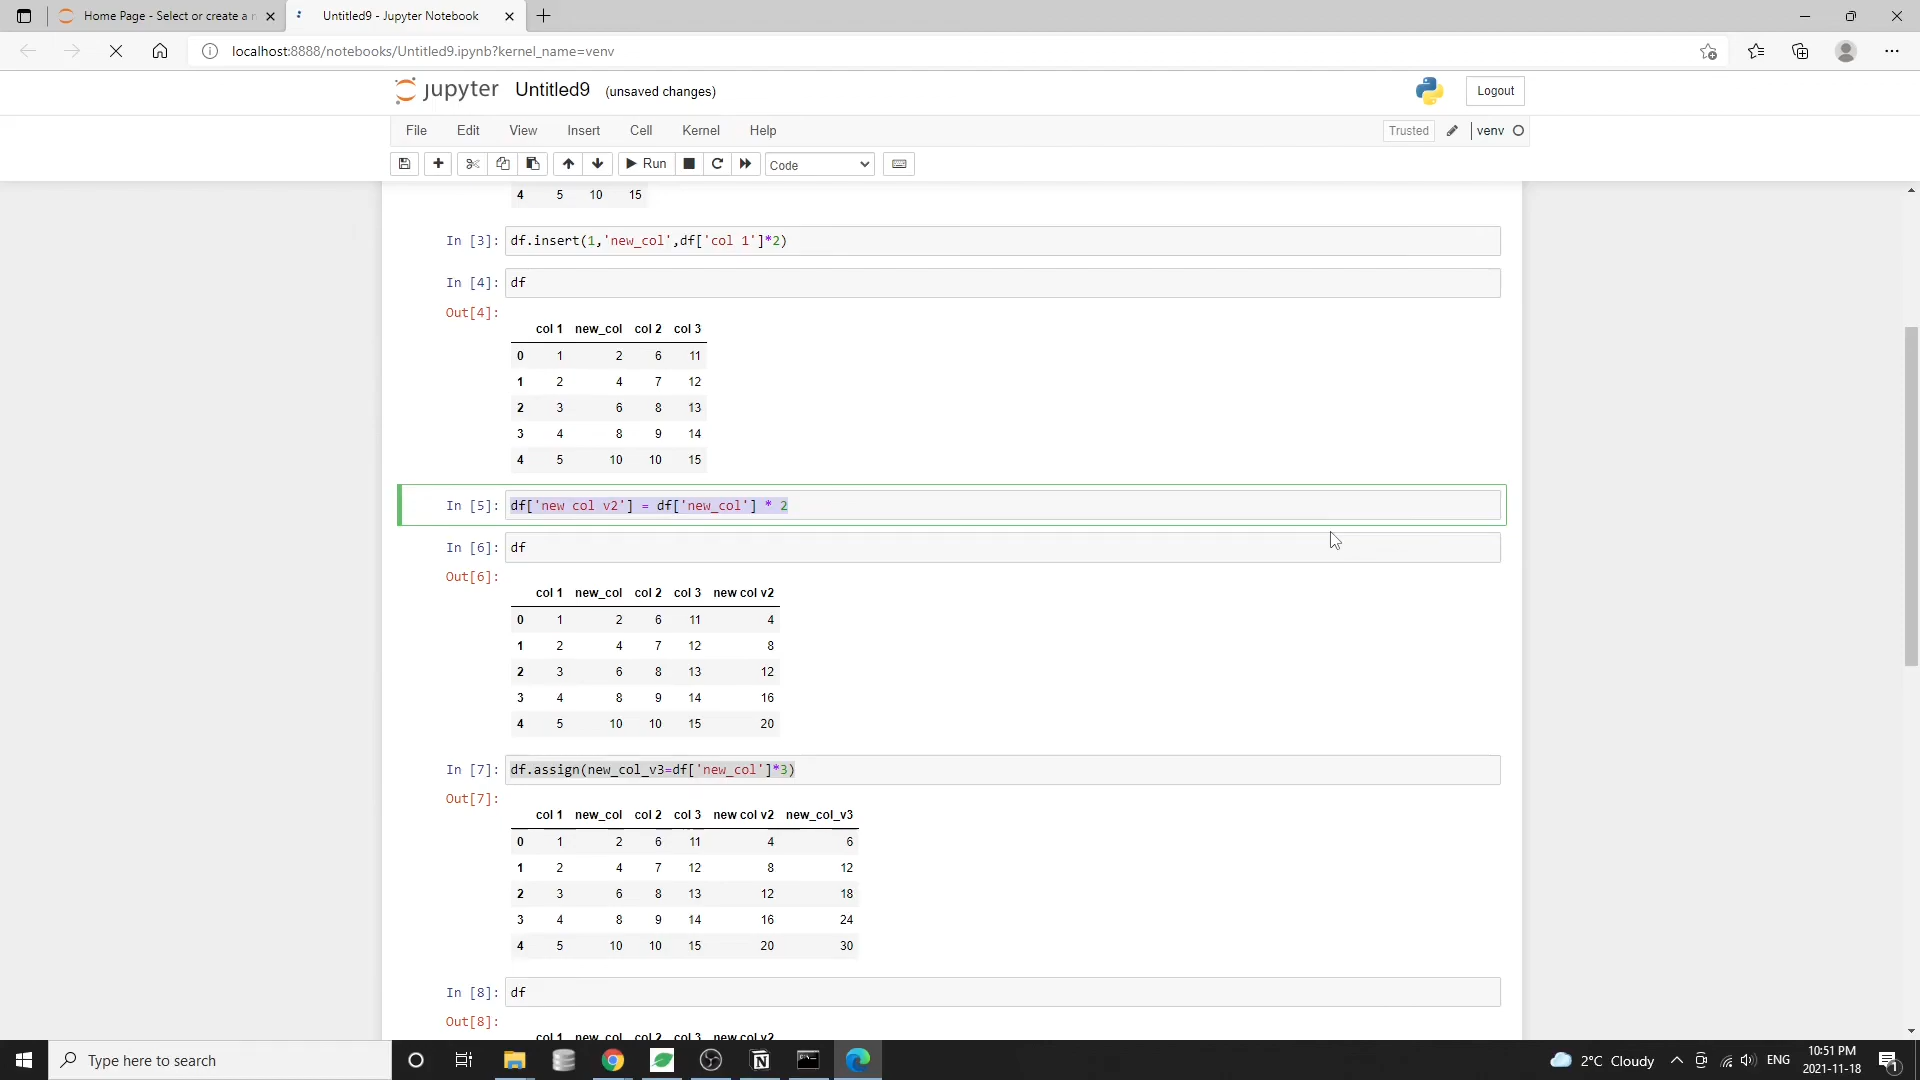 Home Page - Select or create a n
Untitled9 - Jupyter Notebook
localhost:8888/notebooks/Untitled9.ipynb?kernel_name=venv
jupyter Untitled9 (unsaved changes)
Logout
File Edit View Insert Cell Kernel Help
Trusted venv
Run Code
4 5 10 15
In [3]: df.insert(1,'new_col',df['col 1']*2)
In [4]: df
Out[4]:
col 1 new_col col 2 col 3
0 1 2 6 11
1 2 4 7 12
2 3 6 8 13
3 4 8 9 14
4 5 10 10 15
In [5]: df['new col v2'] = df['new_col'] * 2
In [6]: df
Out[6]:
col 1 new_col col 2 col 3 new col v2
0 1 2 6 11 4
1 2 4 7 12 8
2 3 6 8 13 12
3 4 8 9 14 16
4 5 10 10 15 20
In [7]: df.assign(new_col_v3=df['new_col']*3)
Out[7]:
col 1 new_col col 2 col 3 new col v2 new_col_v3
0 1 2 6 11 4 6
1 2 4 7 12 8 12
2 3 6 8 13 12 18
3 4 8 9 14 16 24
4 5 10 10 15 20 30
In [8]: df
Out[8]:
col 1 new_col col 2 col 3 new col v2
Type here to search
2°C Cloudy
ENG
10:51 PM
2021-11-18
1